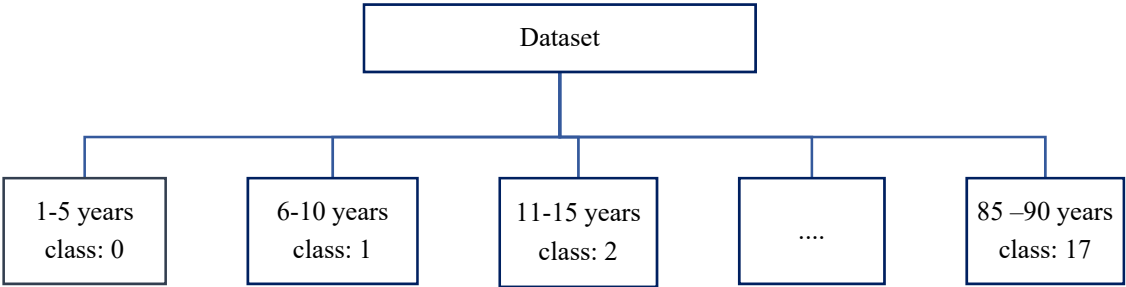 Dataset
1-5 years
class: 0
6-10 years
class: 1
11-15 years
class: 2
....
85 –90 years
class: 17